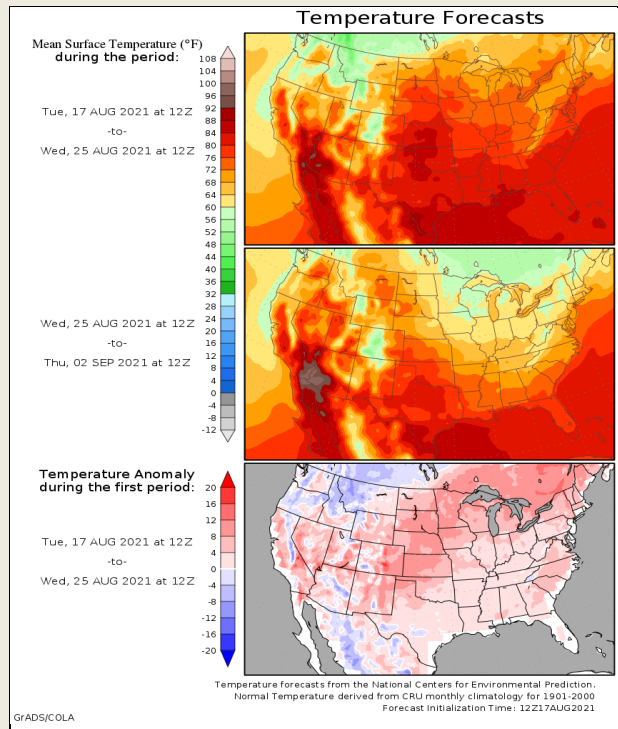 Temperature Forecasts
Mean Surface Temperature (°F)
during the period:
108
104
100
96
92
88
84
80
76
72
68
64
60
56
52
48
44
40
36
32
28
24
20
16
12
8
4
0
-4
-8
-12
Tue, 17 AUG 2021 at 12Z
-to-
Wed, 25 AUG 2021 at 12Z
Wed, 25 AUG 2021 at 12Z
-to-
Thu, 02 SEP 2021 at 12Z
Temperature Anomaly
during the first period:
20
16
12
8
4
0
-4
-8
-12
-16
-20
Tue, 17 AUG 2021 at 12Z
-to-
Wed, 25 AUG 2021 at 12Z
Temperature forecasts from the National Centers for Environmental Prediction.
Normal Temperature derived from CRU monthly climatology for 1901-2000
Forecast Initialization Time: 12Z17AUG2021
GrADS/COLA